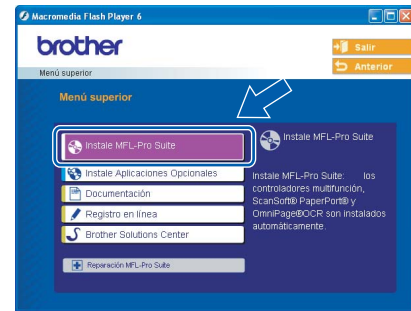 Macromedia Flash Player 6
brother
Salir
Anterior
Menú superior
Menú superior
Instale MFL-Pro Suite
Instale Aplicaciones Opcionales
Documentación
Registro en línea
Brother Solutions Center
Reparación MFL-Pro Suite
Instale MFL-Pro Suite
Instale MFL-Pro Suite: los
controladores multifunción,
ScanSoft® PaperPort® y
OmniPage®OCR son instalados
automáticamente.